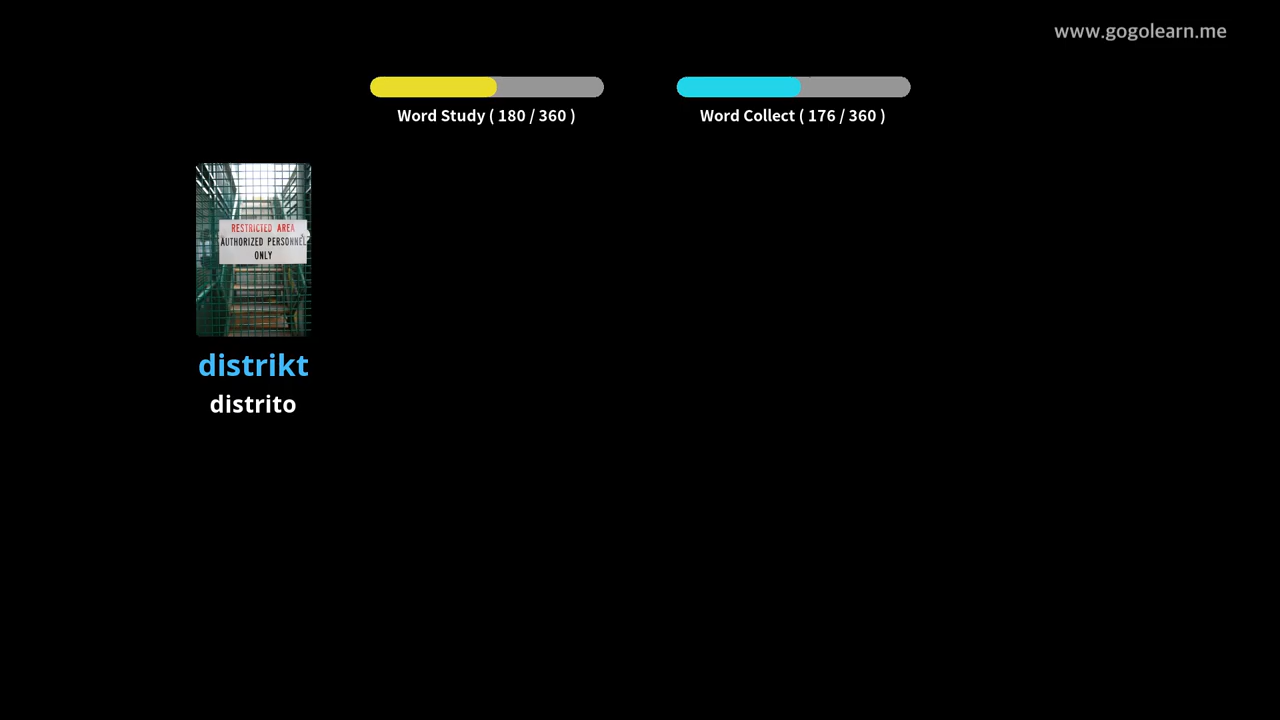 www.gogolearn.me
Word Study ( 180 / 360 )
Word Collect ( 176 / 360 )
RESTRICTED AREA
AUTHORIZED PERSONNEL
ONLY
distrikt
distrito